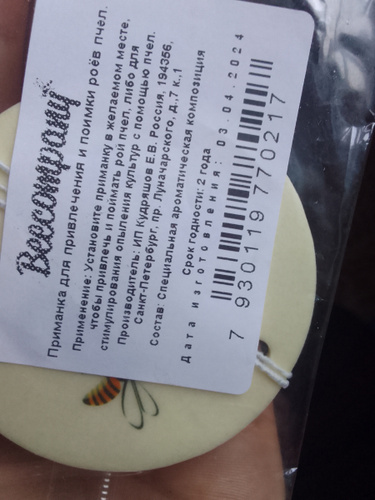 Beecompany
Приманка для привлечения и поимки роёв пчел.
Применение: Установите приманку в желаемом месте,
чтобы привлечь и поймать рой пчел, либо для
стимулирования опыления культур с помощью пчел.
Производитель: ИП Кудряшов Е.В. Россия, 194356,
Санкт-Петербург, пр. Луначарского, д.,7 к.,1
Состав: Специальная ароматическая композиция
Срок годности: 2 года
Дата изготовления: 03.04.2024
7 930119 770217